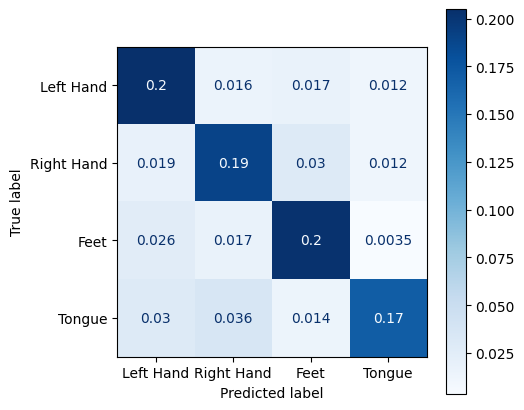 0.200
0.175
0.150
0.125
0.100
0.075
0.050
0.025
True label
Left Hand 0.2 0.016 0.017 0.012
Right Hand 0.019 0.19 0.03 0.012
Feet 0.026 0.017 0.2 0.0035
Tongue 0.03 0.036 0.014 0.17
Left Hand Right Hand Feet Tongue
Predicted label